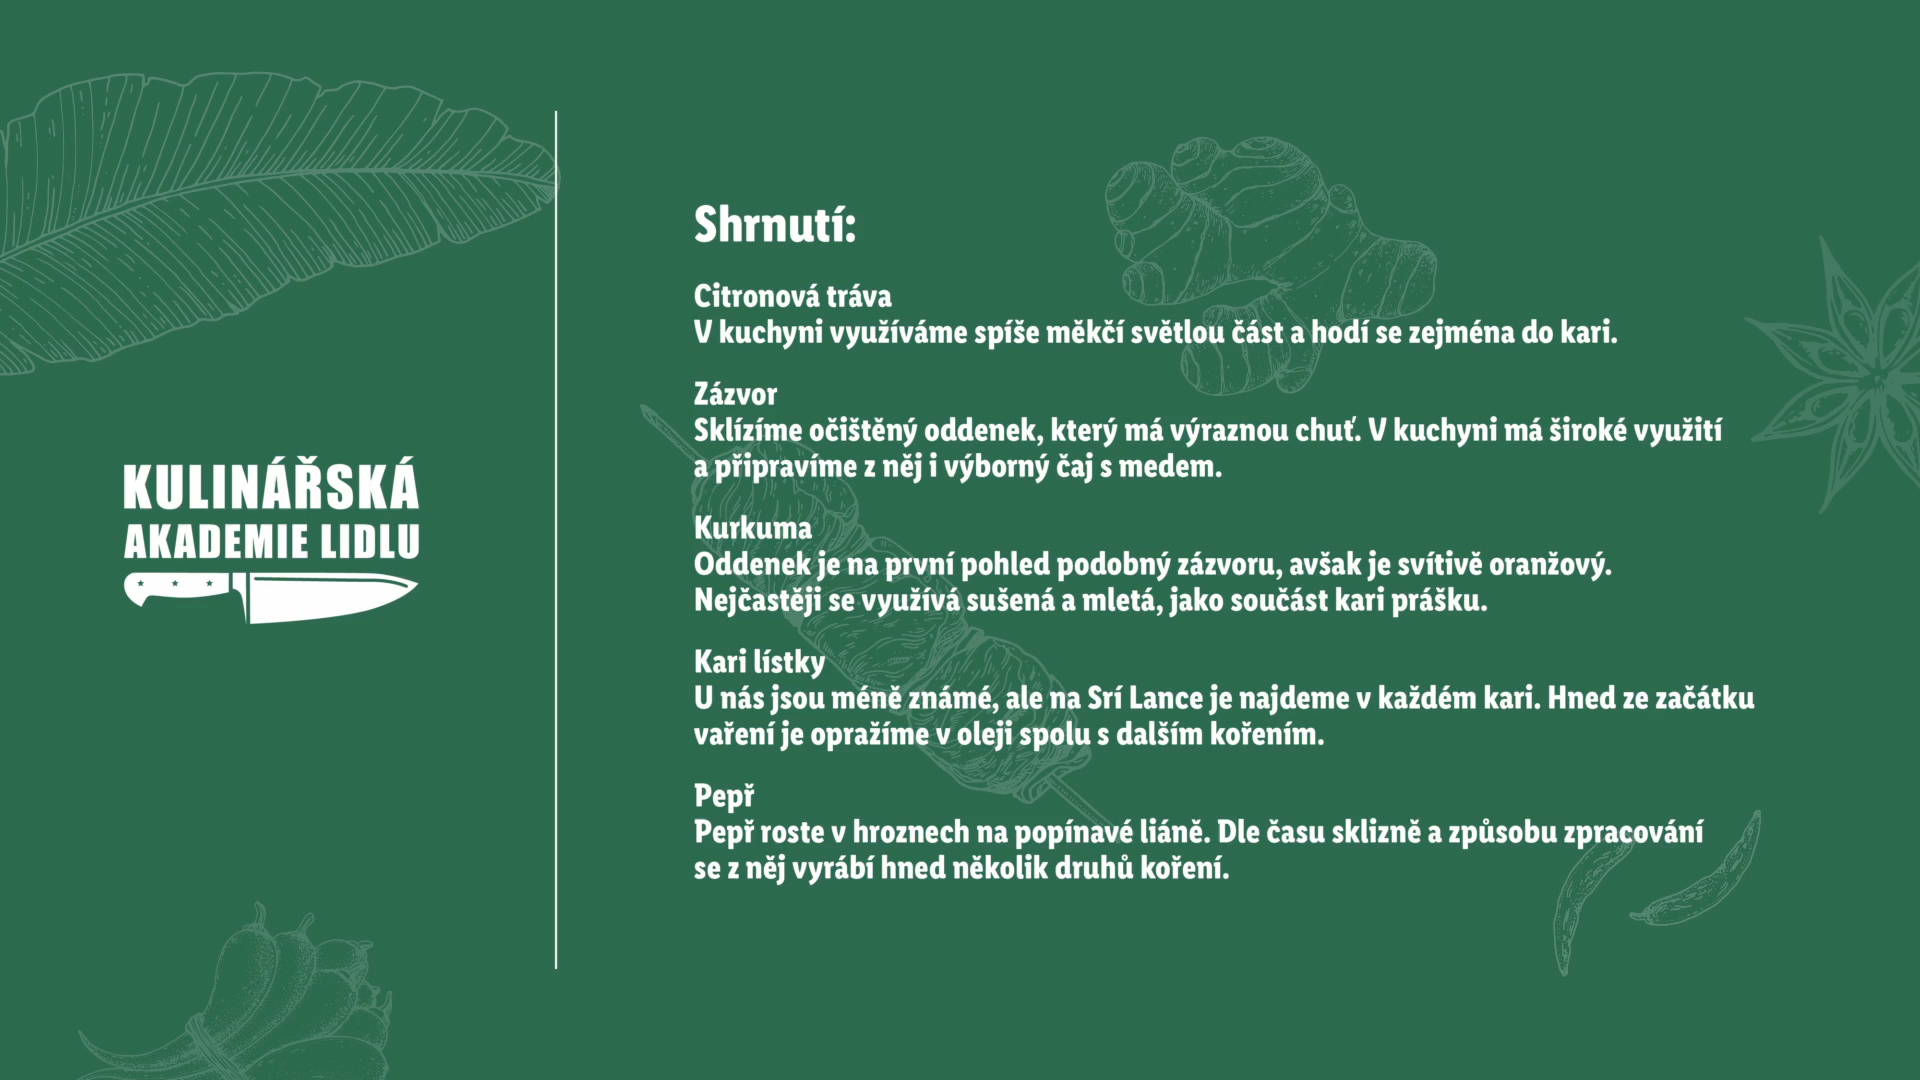 KULINÁŘSKÁ
AKADEMIE LIDLU
Shrnutí:
Citronová tráva
V kuchyni využíváme spíše měkčí světlou část a hodí se zejména do kari.
Zázvor
Sklízíme očištěný oddenek, který má výraznou chuť. V kuchyni má široké využití
a připravíme z něj i výborný čaj s medem.
Kurkuma
Oddenek je na první pohled podobný zázvoru, avšak je svítivě oranžový.
Nejčastěji se využívá sušená a mletá, jako součást kari prášku.
Kari lístky
U nás jsou méně známé, ale na Srí Lance je najdeme v každém kari. Hned ze začátku
vaření je opražíme v oleji spolu s dalším kořením.
Pepř
Pepř roste v hroznech na popínavé liáně. Dle času sklizně a způsobu zpracování
se z něj vyrábí hned několik druhů koření.